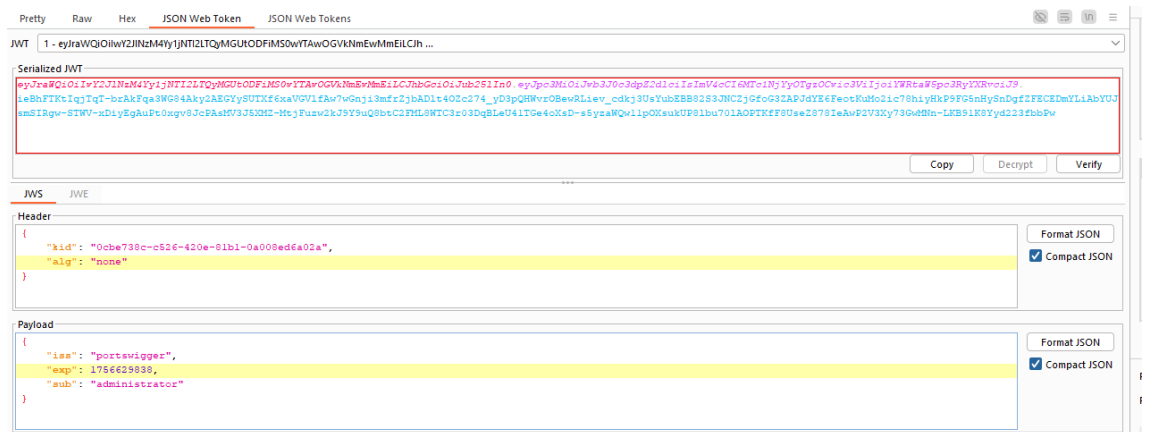 Pretty Raw Hex JSON Web Token JSON Web Tokens \n
JWT 1 - eyJraWQiOiIwY2JlNzM4Yy1jNTI2LTQyMGUtODFiMS0wYTAwOGVkNmEwMmEiLCJh ...
Serialized JWT
eyJraWQiOiIwY2JlNzM4Yy1jNTI2LTQyMGUtODFiMS0wYTAwOGVkNmEwMmEiLCJhbGciOiJub25lIn0.eyJpc3MiOiJwb3J0c3dpZ2dlciIsImV4cCI6MTc1NjYyOTgzOCwic3ViIjoiYWRtaW5pc3RyYXRvciJ9.
Copy Decrypt Verify
JWS JWE
Header
{
"kid": "0cbe738c-c526-420e-81b1-0a008ed6a02a",
"alg": "none"
}
Format JSON
Compact JSON
Payload
{
"iss": "portswigger",
"exp": 1756629838,
"sub": "administrator"
}
Format JSON
Compact JSON